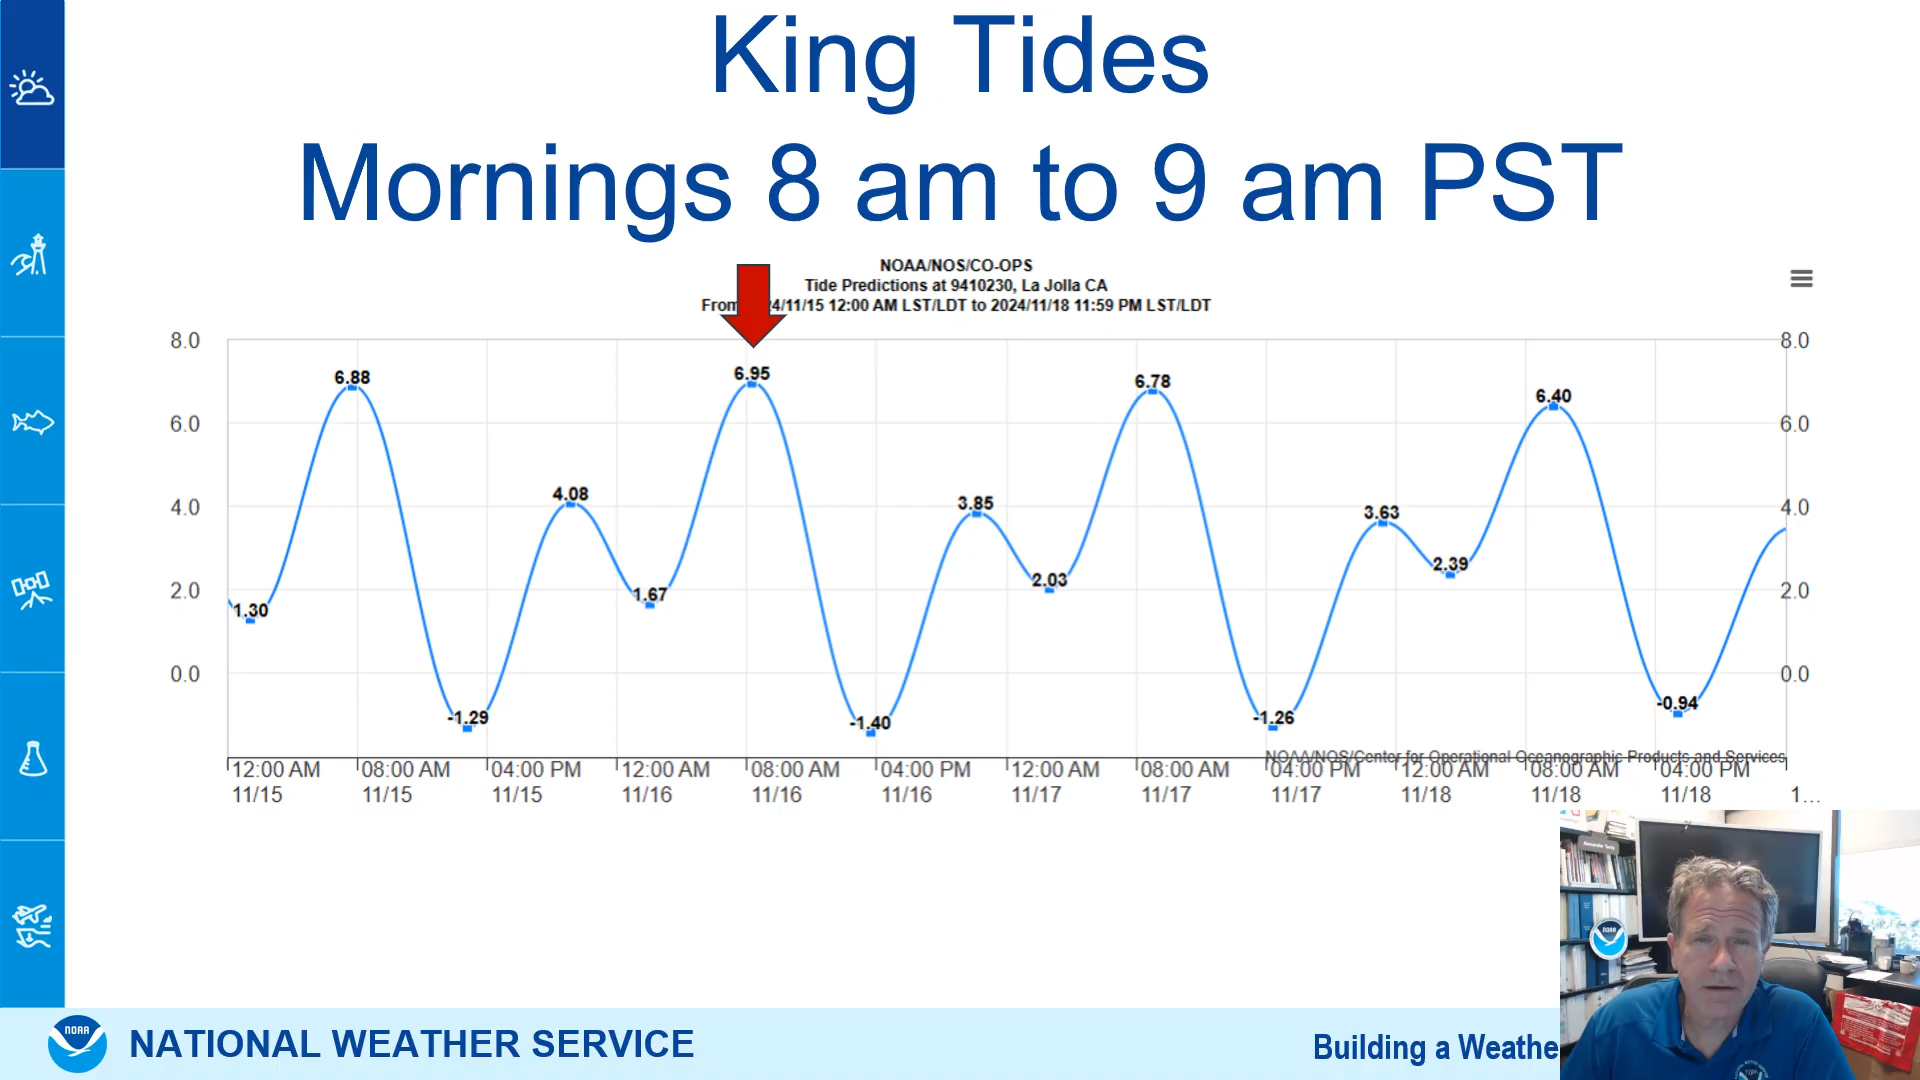 King Tides
Mornings 8 am to 9 am PST
NOAA/NOS/CO-OPS
Tide Predictions at 9410230, La Jolla CA
From 4/11/15 12:00 AM LST/LDT to 2024/11/18 11:59 PM LST/LDT
8.0 8.0
6.95
6.88 6.78
6.40
6.0 6.0
4.08
3.85
3.63
4.0 4.0
2.39
2.03
1.67
2.0 2.0
1.30
0.0 0.0
-0.94
-1.29 -1.40 -1.26
NOAA/NOS/Center for Operational Oceanographic Products and Services
12:00 AM 08:00 AM 04:00 PM 12:00 AM 08:00 AM 04:00 PM 12:00 AM 08:00 AM 04:00 PM 12:00 AM 08:00 AM 04:00 PM
11/15 11/15 11/15 11/16 11/16 11/16 11/17 11/17 11/17 11/18 11/18 11/18 1...
NOAA
NOAA
NATIONAL WEATHER SERVICE
Building a Weathe